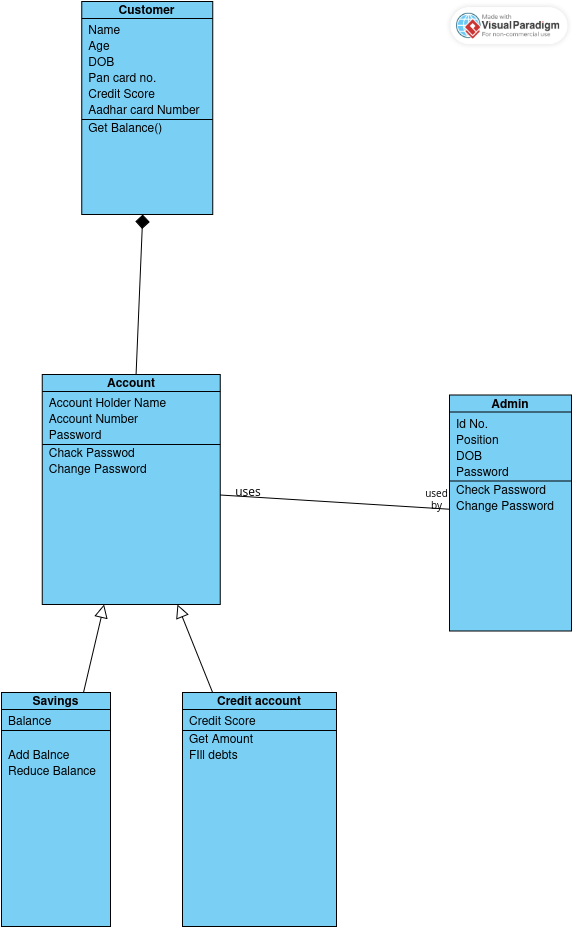 Customer
Name
Age
DOB
Pan card no.
Credit Score
Aadhar card Number
Get Balance()
Made with
Visual Paradigm
For non-commercial use
Account
Account Holder Name
Account Number
Password
Chack Passwod
Change Password
uses
used
by
Admin
Id No.
Position
DOB
Password
Check Password
Change Password
Savings
Balance
Add Balnce
Reduce Balance
Credit account
Credit Score
Get Amount
FIll debts